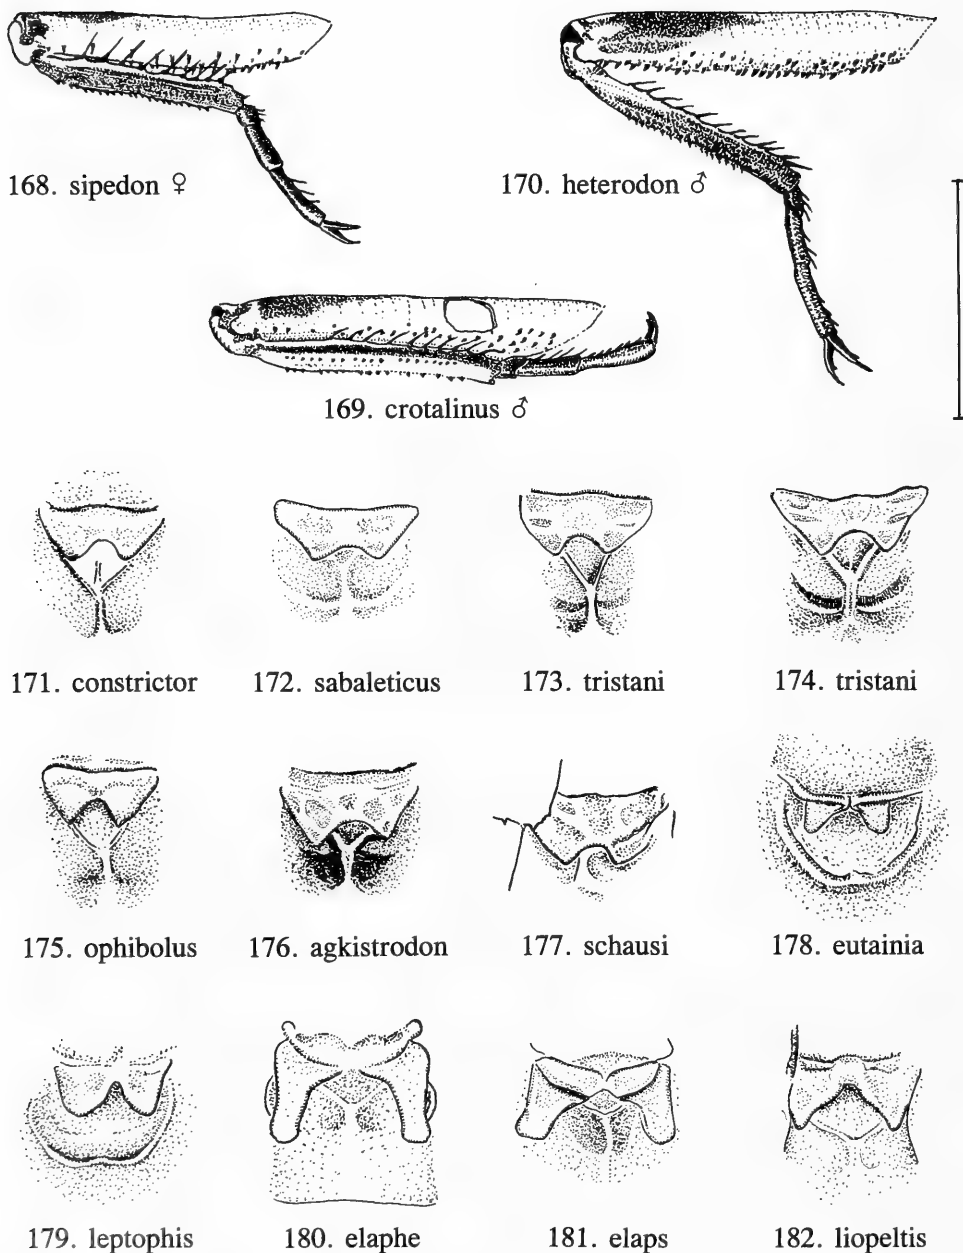 168. sipedon ♀
170. heterodon ♂
169. crotalinus ♂
171. constrictor
172. sabaleticus
173. tristani
174. tristani
175. ophibolus
176. agkistrodon
177. schausi
178. eutainia
179. leptophis
180. elaphe
181. elaps
182. liopeltis